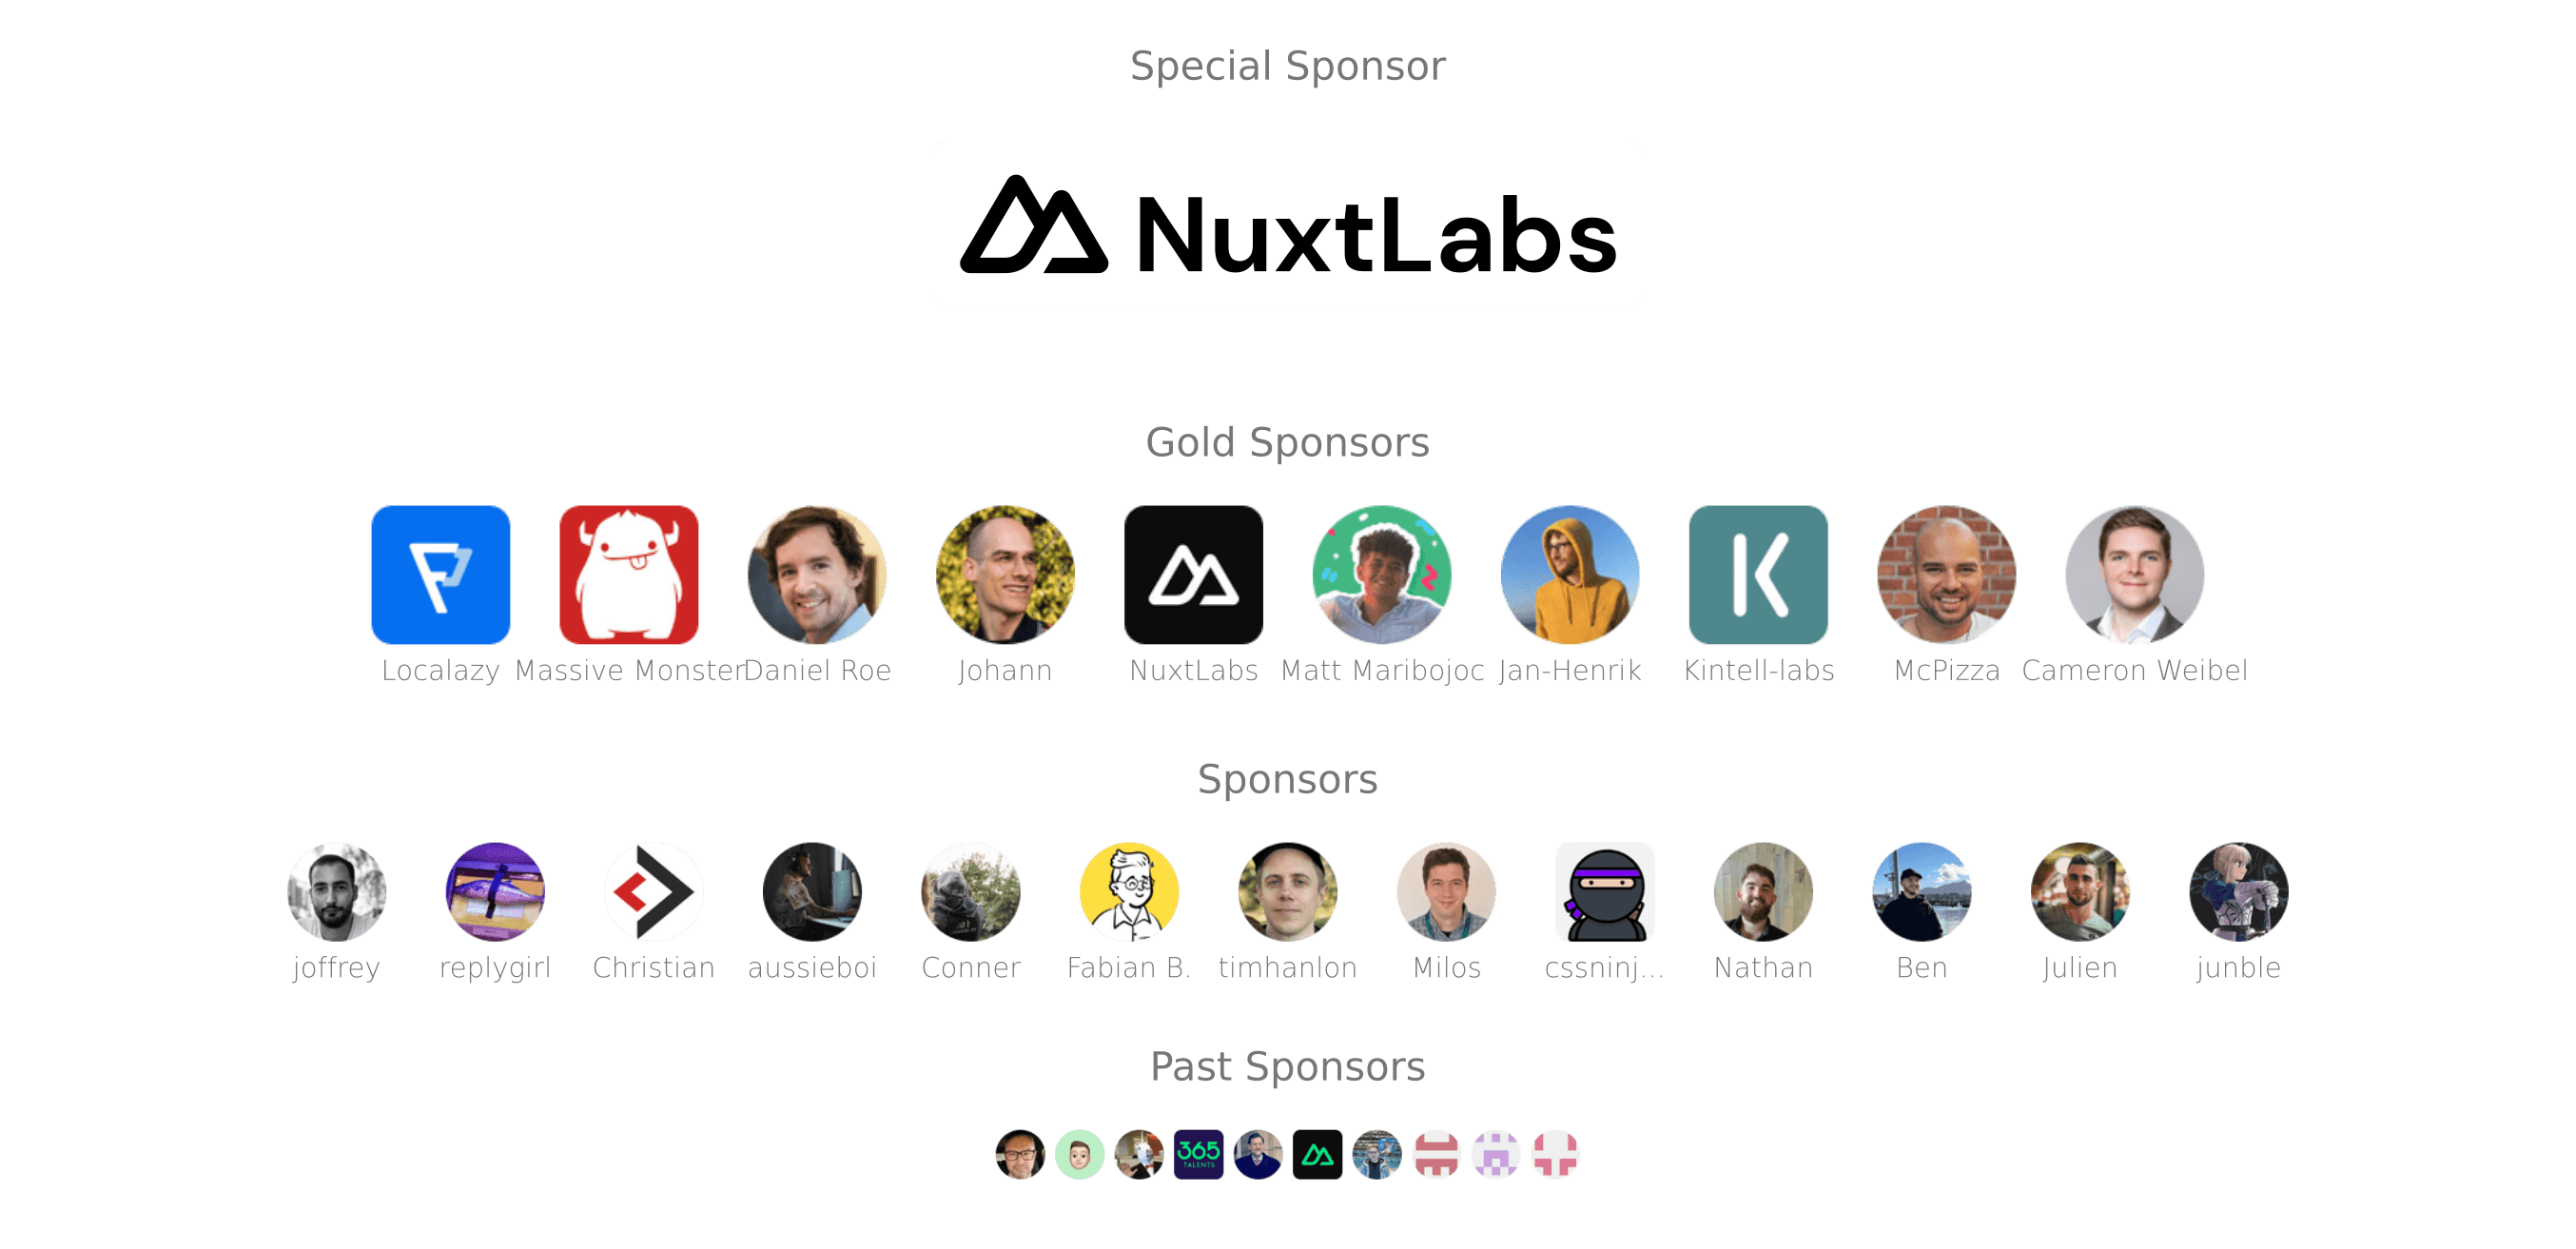 Special Sponsor
NuxtLabs
Gold Sponsors
Localazy Massive Monster Daniel Roe Johann NuxtLabs Matt Maribojoc Jan-Henrik Kintell-labs McPizza Cameron Weibel
Sponsors
joffrey replygirl Christian aussieboi Conner Fabian B. timhanlon Milos cssninj... Nathan Ben Julien junble
Past Sponsors
365
TALENTS